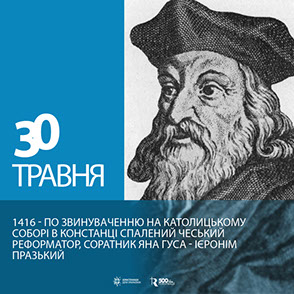 30
ТРАВНЯ
1416 - ПО ЗВИНУВАЧЕННЮ НА КАТОЛИЦЬКОМУ
СОБОРІ В КОНСТАНЦІ СПАЛЕНИЙ ЧЕСЬКИЙ
РЕФОРМАТОР, СОРАТНИК ЯНА ГУСА - ІЄРОНІМ
ПРАЗЬКИЙ